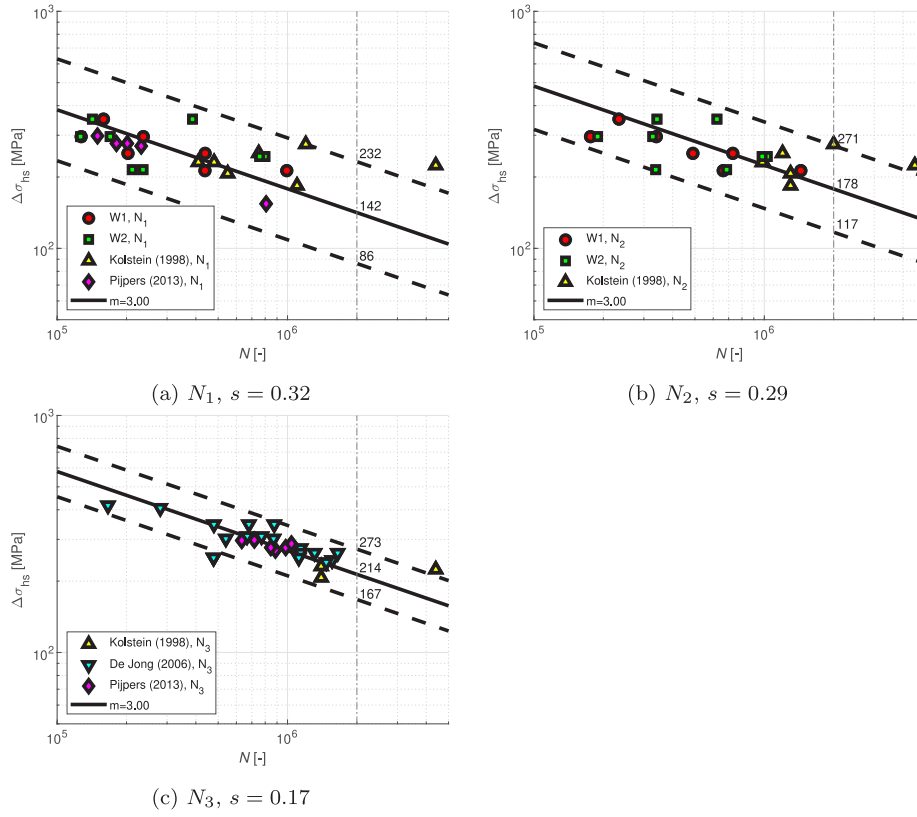 10^3
10^2
Δσ_hs [MPa]
232
142
86
W1, N_1
W2, N_1
Kolstein (1998), N_1
Pijpers (2013), N_1
m=3.00
10^5
10^6
N [-]
(a) N_1, s = 0.32
10^3
10^2
Δσ_hs [MPa]
271
178
117
W1, N_2
W2, N_2
Kolstein (1998), N_2
m=3.00
10^5
10^6
N [-]
(b) N_2, s = 0.29
10^3
10^2
Δσ_hs [MPa]
273
214
167
Kolstein (1998), N_3
De Jong (2006), N_3
Pijpers (2013), N_3
m=3.00
10^5
10^6
N [-]
(c) N_3, s = 0.17